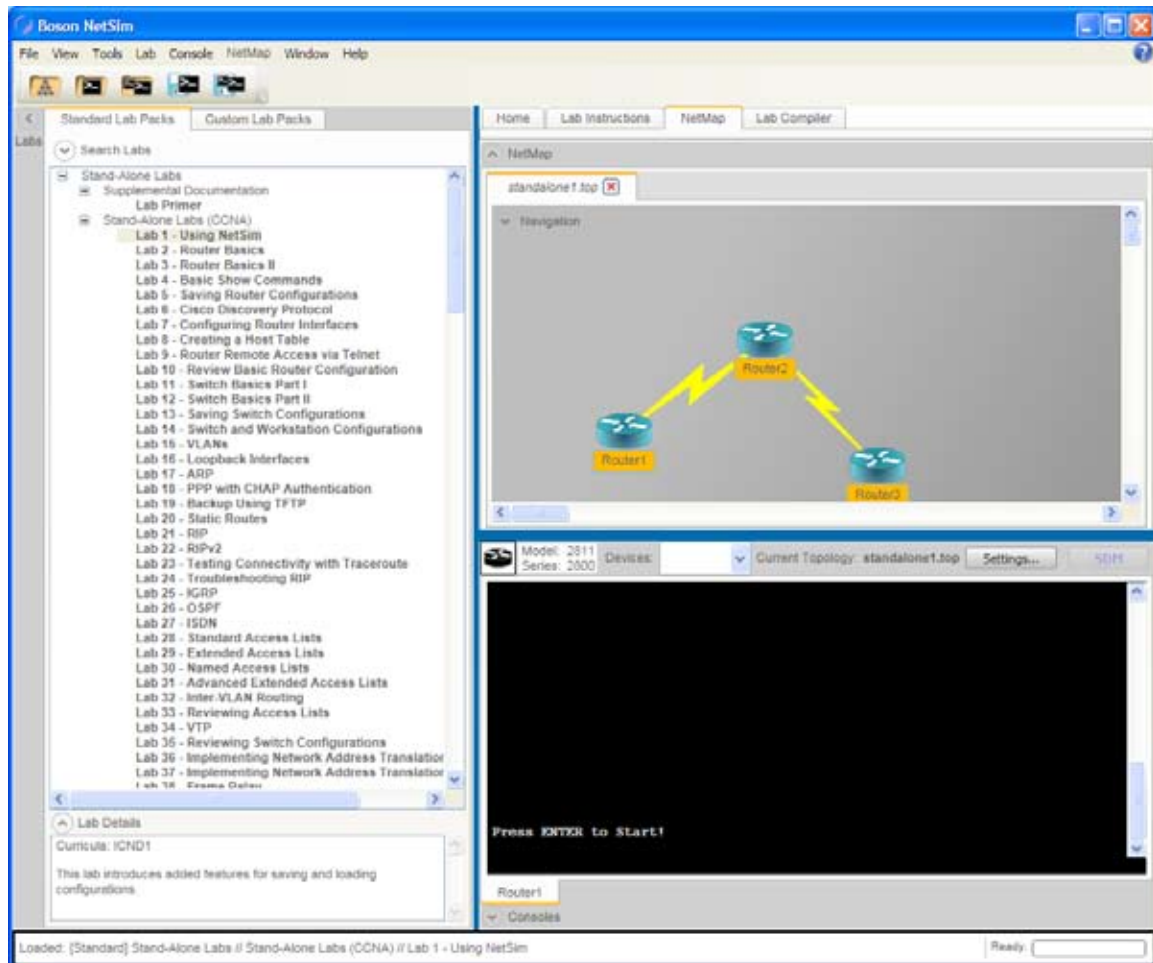 Boson NetSim
File View Tools Lab Console NetMap Window Help
Labs
Standard Lab Packs Custom Lab Packs
Search Labs
Stand-Alone Labs
Supplemental Documentation
Lab Primer
Stand-Alone Labs (CCNA)
Lab 1 - Using NetSim
Lab 2 - Router Basics
Lab 3 - Router Basics II
Lab 4 - Basic Show Commands
Lab 5 - Saving Router Configurations
Lab 6 - Cisco Discovery Protocol
Lab 7 - Configuring Router Interfaces
Lab 8 - Creating a Host Table
Lab 9 - Router Remote Access via Telnet
Lab 10 - Review Basic Router Configuration
Lab 11 - Switch Basics Part I
Lab 12 - Switch Basics Part II
Lab 13 - Saving Switch Configurations
Lab 14 - Switch and Workstation Configurations
Lab 15 - VLANs
Lab 16 - Loopback Interfaces
Lab 17 - ARP
Lab 18 - PPP with CHAP Authentication
Lab 19 - Backup Using TFTP
Lab 20 - Static Routes
Lab 21 - RIP
Lab 22 - RIPv2
Lab 23 - Testing Connectivity with Traceroute
Lab 24 - Troubleshooting RIP
Lab 25 - IGRP
Lab 26 - OSPF
Lab 27 - ISDN
Lab 28 - Standard Access Lists
Lab 29 - Extended Access Lists
Lab 30 - Named Access Lists
Lab 31 - Advanced Extended Access Lists
Lab 32 - Inter-VLAN Routing
Lab 33 - Reviewing Access Lists
Lab 34 - VTP
Lab 35 - Reviewing Switch Configurations
Lab 36 - Implementing Network Address Translation
Lab 37 - Implementing Network Address Translation
Lab 38 - Frame Relay
Lab Details
Curricula: ICND1
This lab introduces added features for saving and loading
configurations
Home Lab Instructions NetMap Lab Compiler
NetMap
standalone1.top
Navigation
Router2
Router1
Router3
Model: 2811
Series: 2800
Devices: Current Topology: standalone1.top Settings... SDM
Press ENTER to Start!
Router1
Consoles
Loaded: [Standard] Stand-Alone Labs // Stand-Alone Labs (CCNA) // Lab 1 - Using NetSim
Ready: